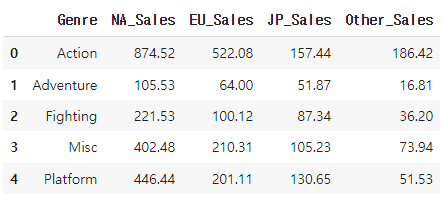 Genre NA_Sales EU_Sales JP_Sales Other_Sales
0 Action 874.52 522.08 157.44 186.42
1 Adventure 105.53 64.00 51.87 16.81
2 Fighting 221.53 100.12 87.34 36.20
3 Misc 402.48 210.31 105.23 73.94
4 Platform 446.44 201.11 130.65 51.53